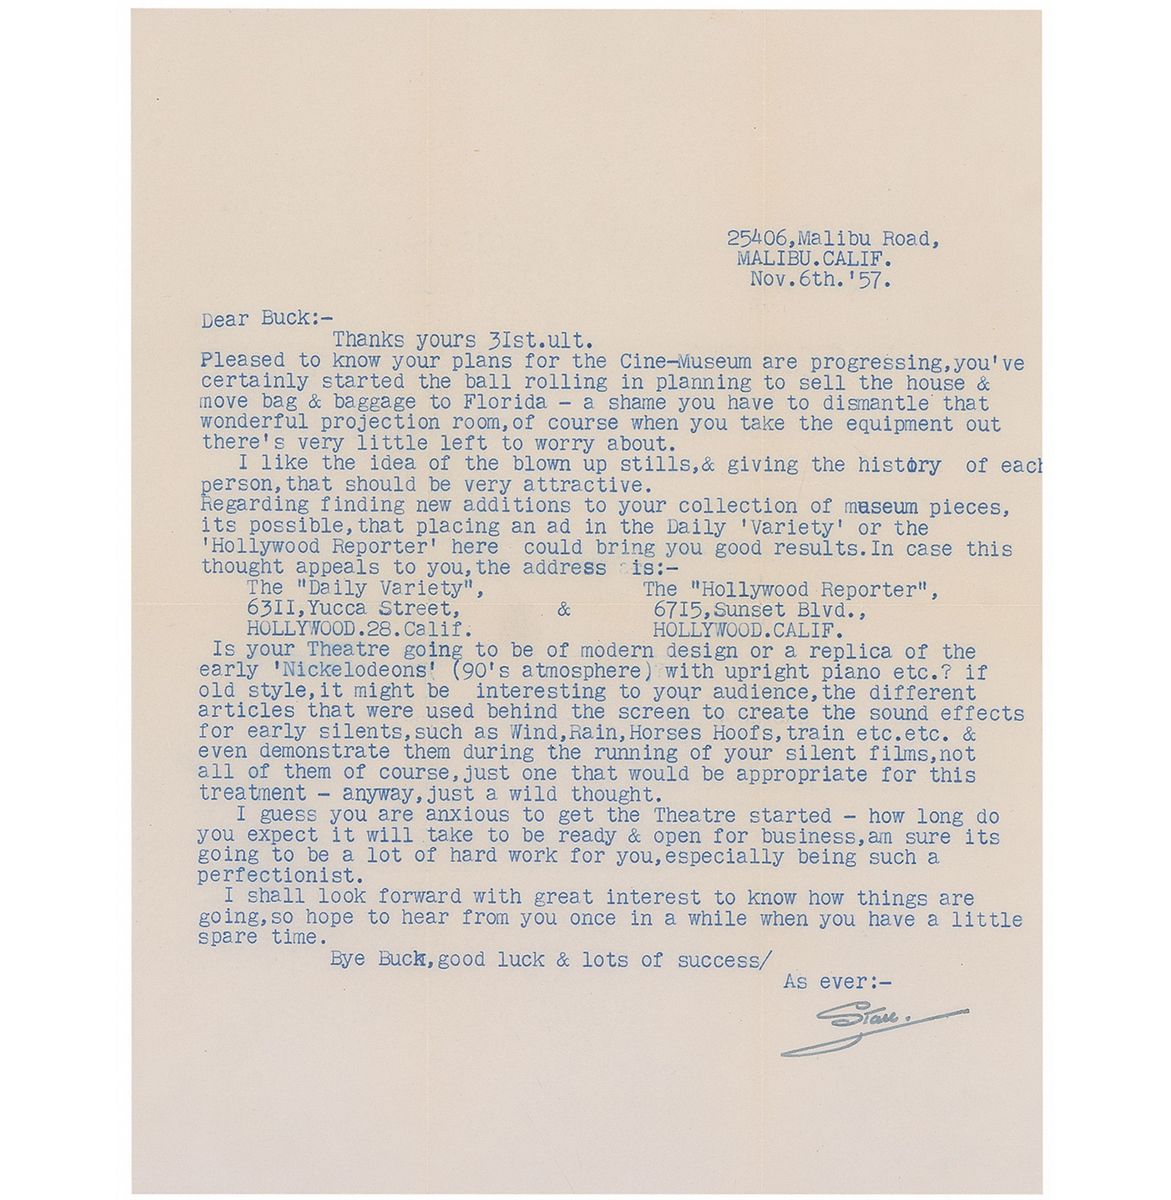 25406,Malibu Road,
MALIBU.CALIF.
Nov.6th.'57.
Dear Buck:-
Thanks yours 3Ist.ult.
Pleased to know your plans for the Cine-Museum are progressing,you've
certainly started the ball rolling in planning to sell the house &
move bag & baggage to Florida - a shame you have to dismantle that
wonderful projection room,of course when you take the equipment out
there's very little left to worry about.
I like the idea of the blown up stills,& giving the history of each
person,that should be very attractive.
Regarding finding new additions to your collection of museum pieces,
its possible,that placing an ad in the Daily 'Variety' or the
'Hollywood Reporter' here could bring you good results.In case this
thought appeals to you,the address is:-
The "Daily Variety", The "Hollywood Reporter",
63II,Yucca Street, & 67I5,Sunset Blvd.,
HOLLYWOOD.28.Calif. HOLLYWOOD.CALIF.
Is your Theatre going to be of modern design or a replica of the
early 'Nickelodeons' (90's atmosphere) with upright piano etc.? if
old style,it might be interesting to your audience,the different
articles that were used behind the screen to create the sound effects
for early silents,such as Wind,Rain,Horses Hoofs,train etc.etc. &
even demonstrate them during the running of your silent films,not
all of them of course,just one that would be appropriate for this
treatment - anyway,just a wild thought.
I guess you are anxious to get the Theatre started - how long do
you expect it will take to be ready & open for business,am sure its
going to be a lot of hard work for you,especially being such a
perfectionist.
I shall look forward with great interest to know how things are
going,so hope to hear from you once in a while when you have a little
spare time.
Bye Buck,good luck & lots of success/
As ever:-